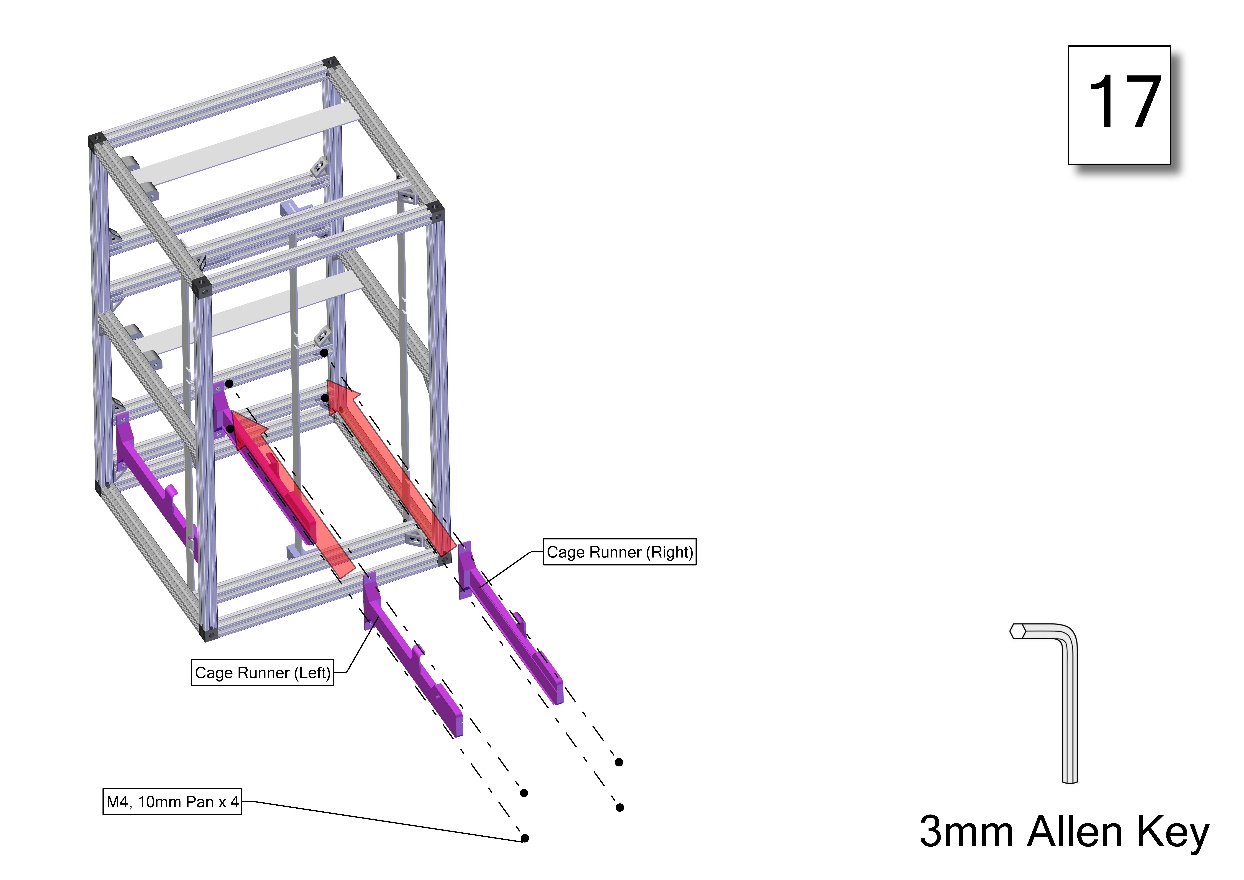 17
Cage Runner (Right)
Cage Runner (Left)
M4, 10mm Pan x 4
3mm Allen Key